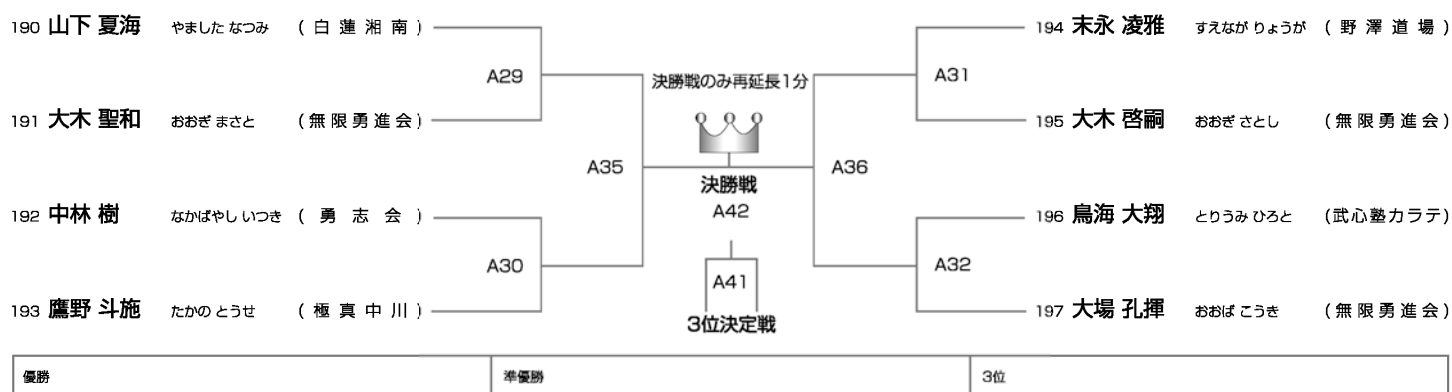 190 山下 夏海 やました なつみ (白蓮湘南)
191 大木 聖和 おおぎ まさと (無限勇進会)
192 中林 樹 なかばやし いつき (勇志会)
193 鷹野 斗施 たかの とうせ (極真中川)
A29
A30
A35
決勝戦のみ再延長1分
決勝戦
A42
A41
3位決定戦
A36
A31
A32
194 末永 凌雅 すえなが りょうが (野澤道場)
195 大木 啓嗣 おおぎ さとし (無限勇進会)
196 鳥海 大翔 とりうみ ひろと (武心塾カラテ)
197 大場 孔揮 おおば こうき (無限勇進会)
優勝 準優勝 3位